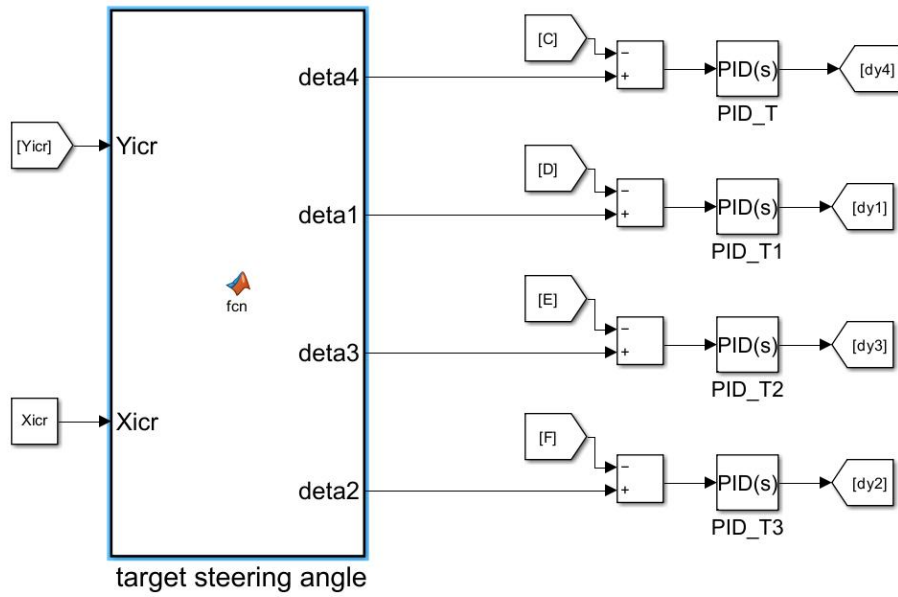 [Yicr]
Xicr
Yicr
Xicr
fcn
deta4
deta1
deta3
deta2
target steering angle
[C]
−
+
PID(s)
PID_T
[dy4]
[D]
−
+
PID(s)
PID_T1
[dy1]
[E]
−
+
PID(s)
PID_T2
[dy3]
[F]
−
+
PID(s)
PID_T3
[dy2]